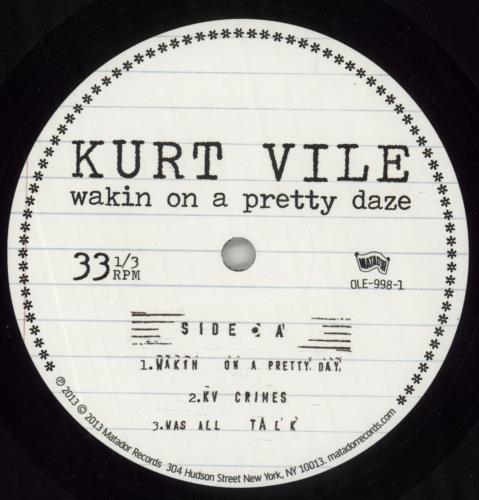 KURT VILE
wakin on a pretty daze
33 1/3
RPM
MATADOR
OLE-998-1
SIDE A
1.WAKIN ON A PRETTY DAY
2.KV CRIMES
3.WAS ALL TALK
℗ 2013 © 2013 Matador Records 304 Hudson Street New York, NY 10013. matadorrecords.com